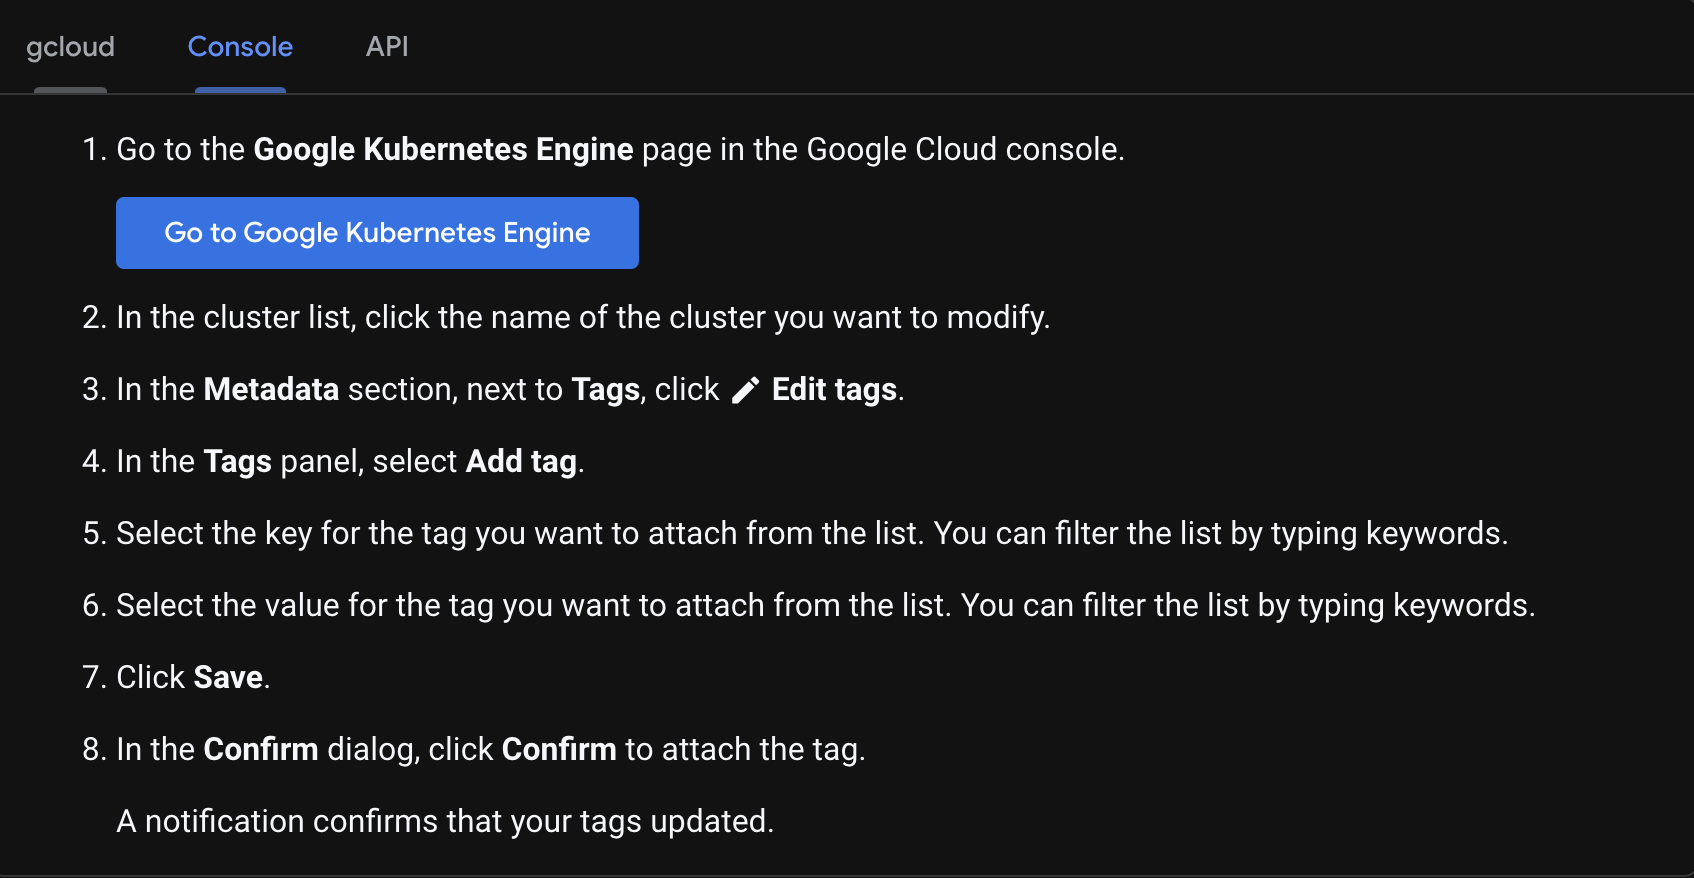 gcloud
Console
API
1. Go to the Google Kubernetes Engine page in the Google Cloud console.
Go to Google Kubernetes Engine
2. In the cluster list, click the name of the cluster you want to modify.
3. In the Metadata section, next to Tags, click Edit tags.
4. In the Tags panel, select Add tag.
5. Select the key for the tag you want to attach from the list. You can filter the list by typing keywords.
6. Select the value for the tag you want to attach from the list. You can filter the list by typing keywords.
7. Click Save.
8. In the Confirm dialog, click Confirm to attach the tag.
A notification confirms that your tags updated.